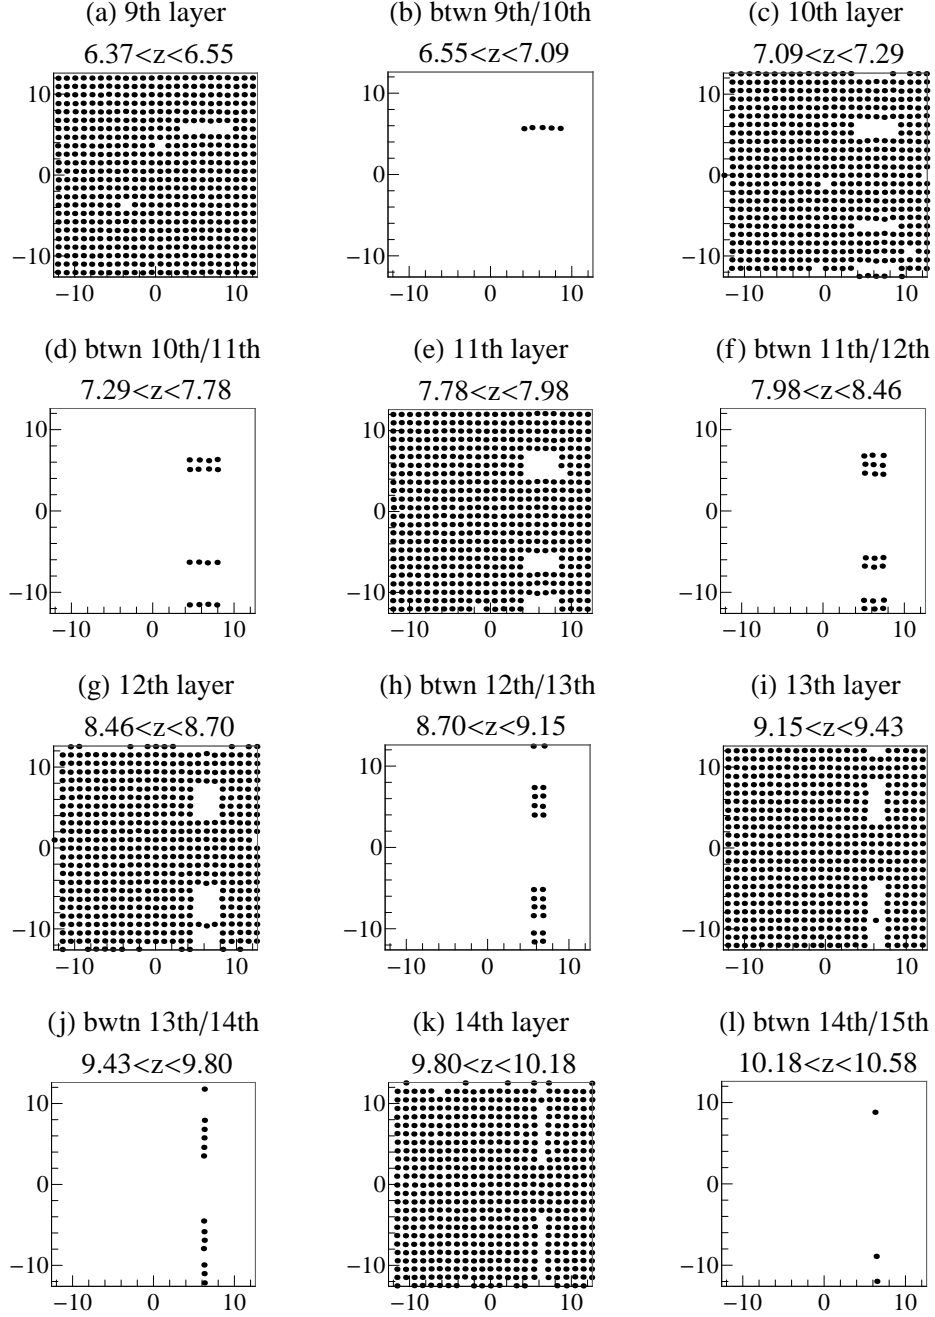 (a) 9th layer
6.37<z<6.55
10
0
−10
−10 0 10
(b) btwn 9th/10th
6.55<z<7.09
10
0
−10
−10 0 10
(c) 10th layer
7.09<z<7.29
10
0
−10
−10 0 10
(d) btwn 10th/11th
7.29<z<7.78
10
0
−10
−10 0 10
(e) 11th layer
7.78<z<7.98
10
0
−10
−10 0 10
(f) btwn 11th/12th
7.98<z<8.46
10
0
−10
−10 0 10
(g) 12th layer
8.46<z<8.70
10
0
−10
−10 0 10
(h) btwn 12th/13th
8.70<z<9.15
10
0
−10
−10 0 10
(i) 13th layer
9.15<z<9.43
10
0
−10
−10 0 10
(j) bwtn 13th/14th
9.43<z<9.80
10
0
−10
−10 0 10
(k) 14th layer
9.80<z<10.18
10
0
−10
−10 0 10
(l) btwn 14th/15th
10.18<z<10.58
10
0
−10
−10 0 10